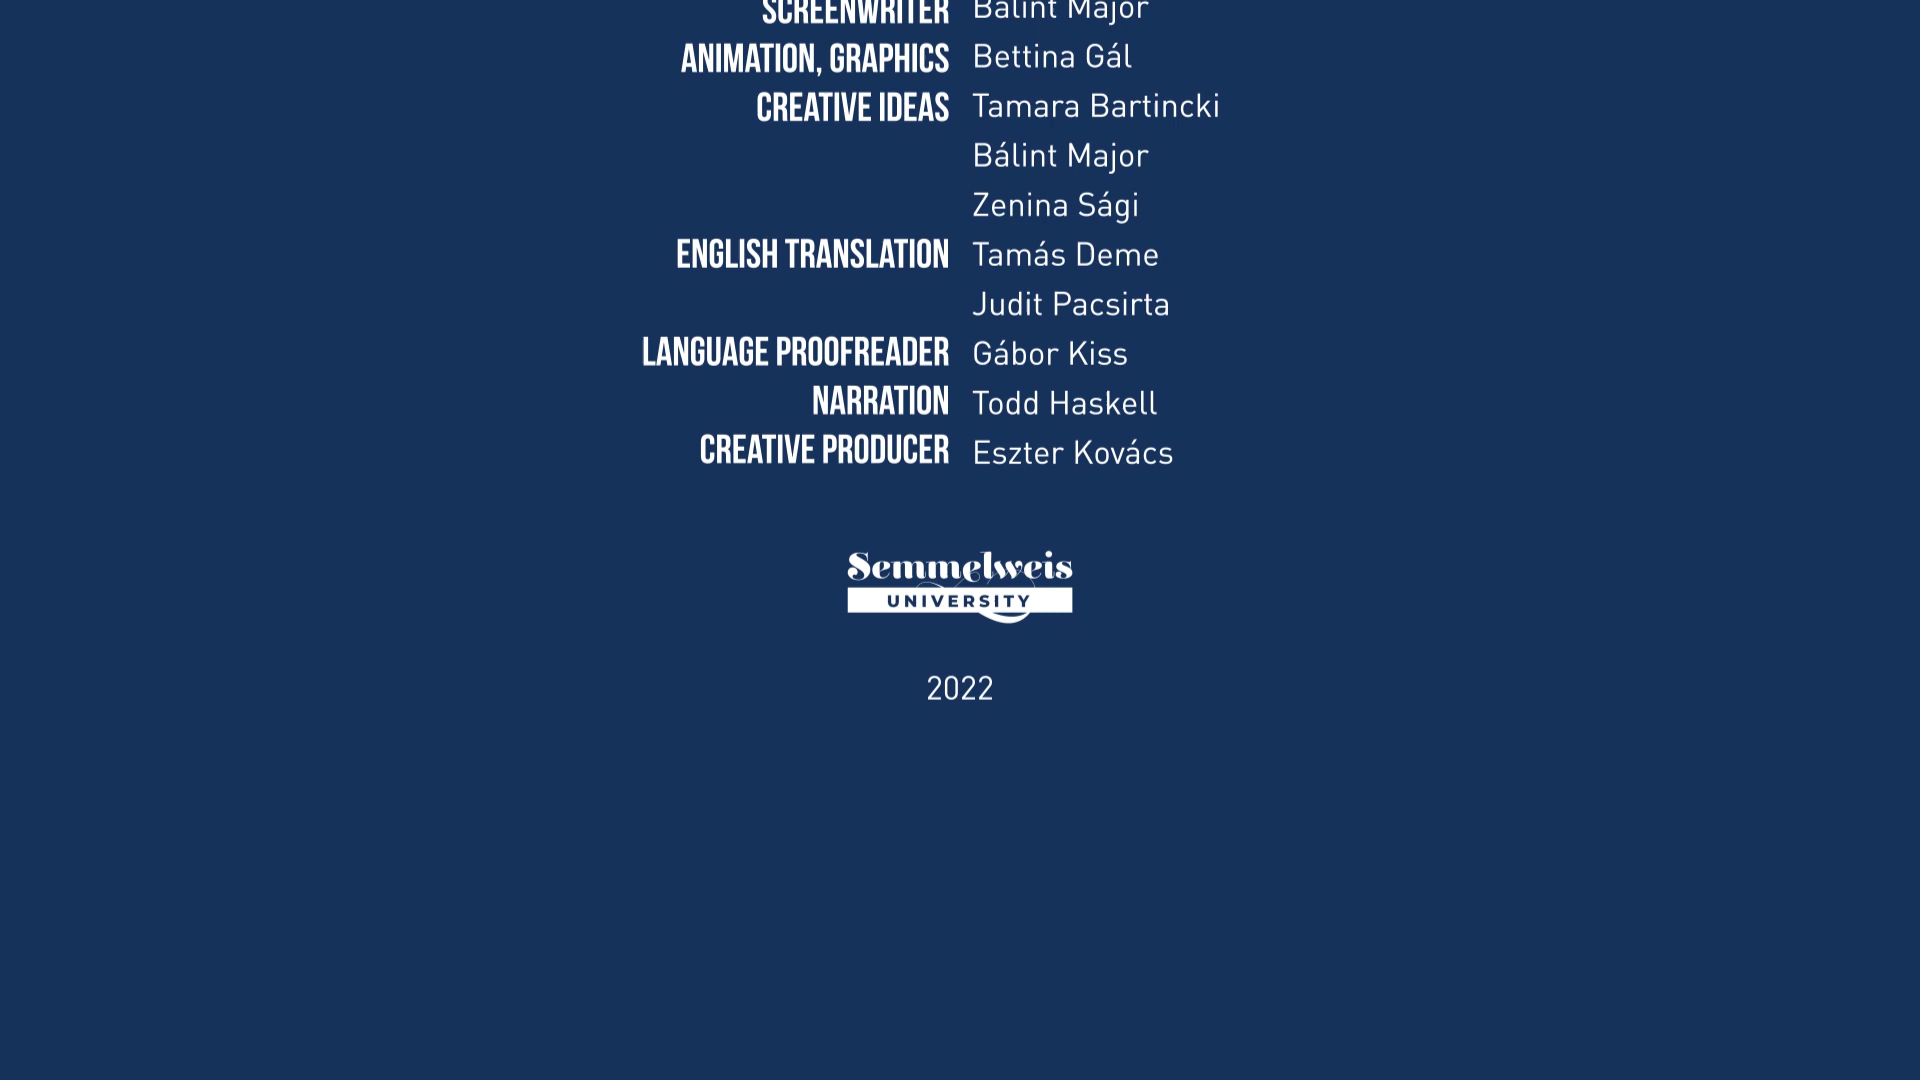 SCREENWRITER Bálint Major
ANIMATION, GRAPHICS Bettina Gál
CREATIVE IDEAS Tamara Bartincki
Bálint Major
Zenina Sági
ENGLISH TRANSLATION Tamás Deme
Judit Pacsirta
LANGUAGE PROOFREADER Gábor Kiss
NARRATION Todd Haskell
CREATIVE PRODUCER Eszter Kovács
Semmelweis
UNIVERSITY
2022